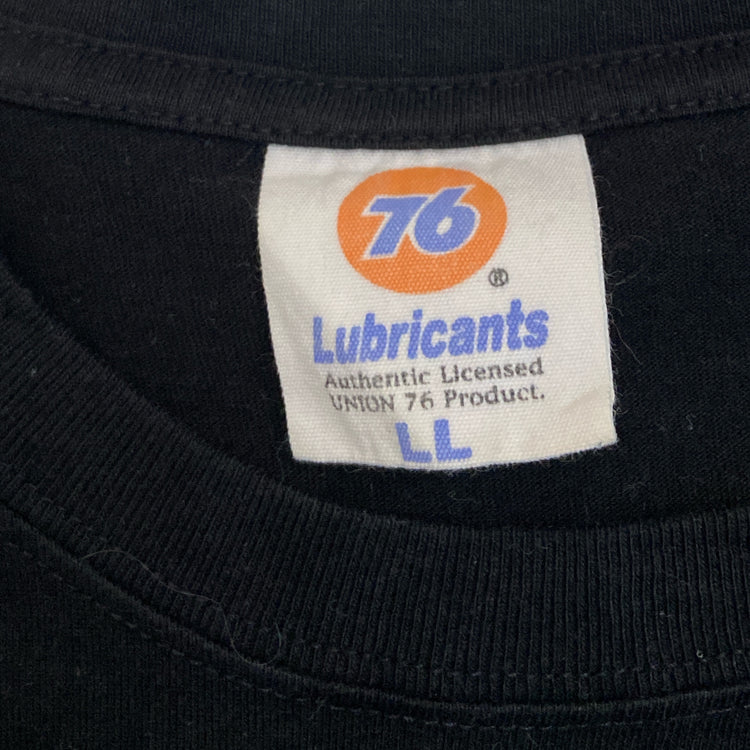 76
®
Lubricants
Authentic Licensed
UNION 76 Product.
LL